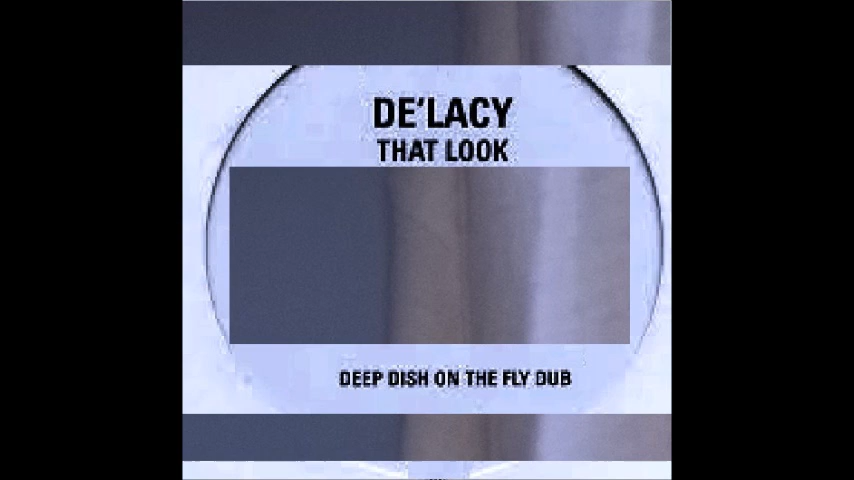 DE'LACY
THAT LOOK
DEEP DISH ON THE FLY DUB